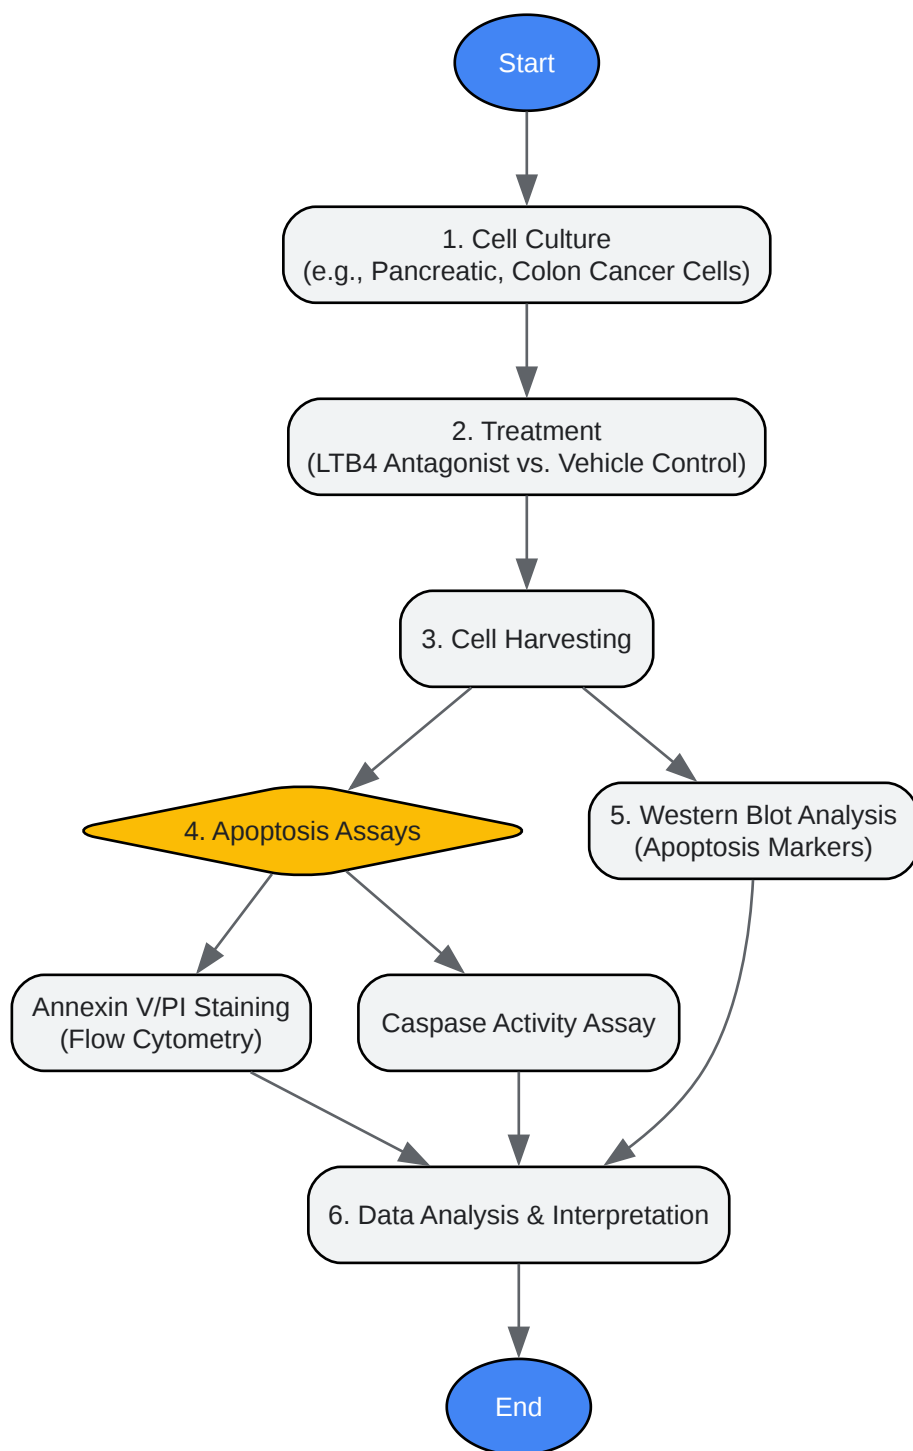 Start
1. Cell Culture
(e.g., Pancreatic, Colon Cancer Cells)
2. Treatment
(LTB4 Antagonist vs. Vehicle Control)
3. Cell Harvesting
4. Apoptosis Assays
5. Western Blot Analysis
(Apoptosis Markers)
Annexin V/PI Staining
(Flow Cytometry)
Caspase Activity Assay
6. Data Analysis & Interpretation
End